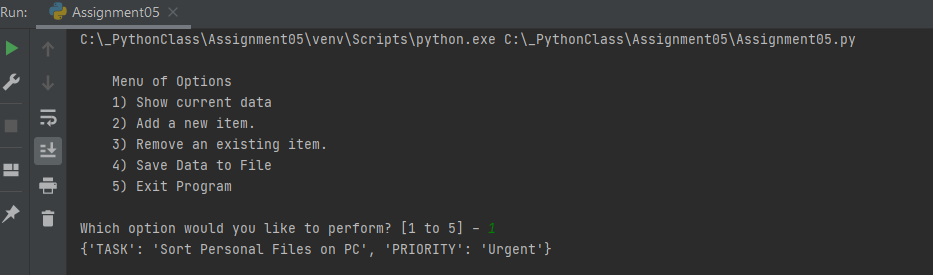 Run: Assignment05
C:\_PythonClass\Assignment05\venv\Scripts\python.exe C:\_PythonClass\Assignment05\Assignment05.py
Menu of Options
1) Show current data
2) Add a new item.
3) Remove an existing item.
4) Save Data to File
5) Exit Program
Which option would you like to perform? [1 to 5] - 1
{'TASK': 'Sort Personal Files on PC', 'PRIORITY': 'Urgent'}